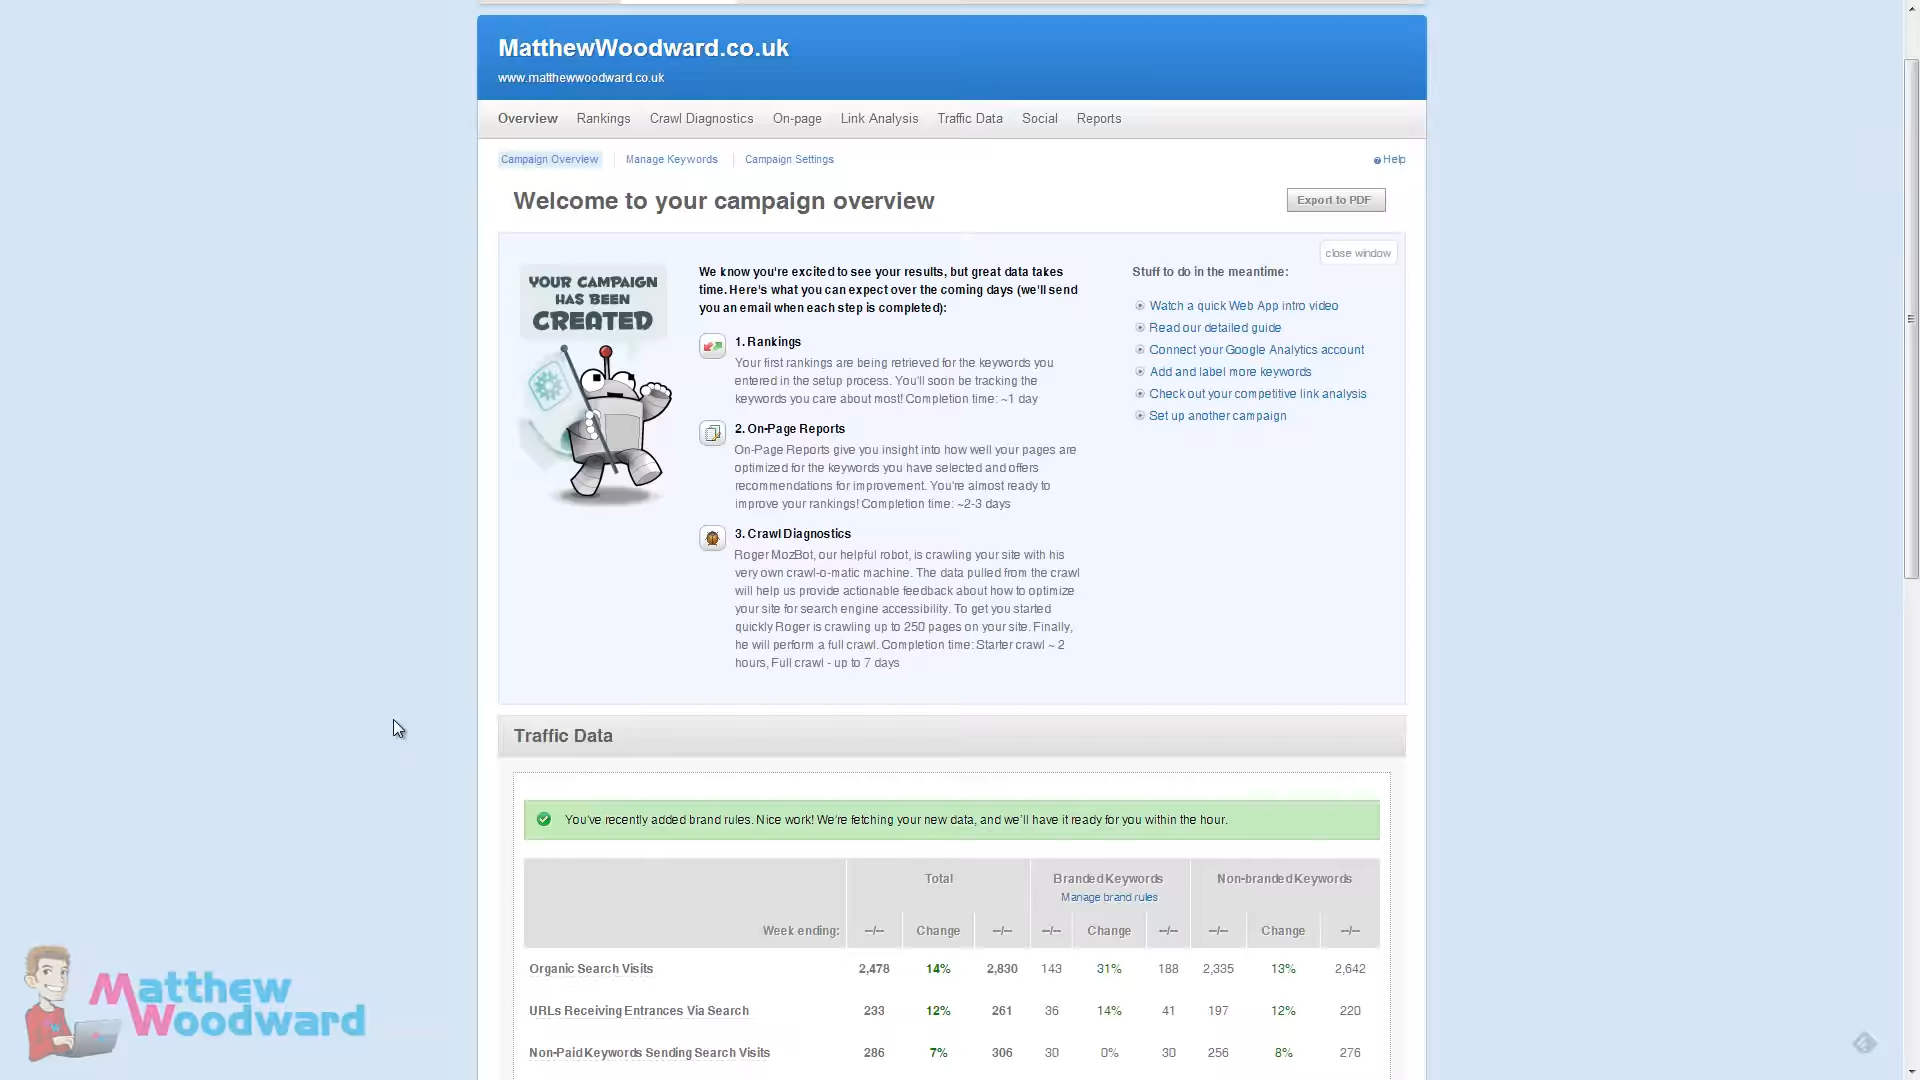 MatthewWoodward.co.uk
www.matthewwoodward.co.uk
Overview Rankings Crawl Diagnostics On-page Link Analysis Traffic Data Social Reports
Campaign Overview Manage Keywords Campaign Settings Help
Welcome to your campaign overview
Export to PDF
close window
YOUR CAMPAIGN
HAS BEEN
CREATED
We know you're excited to see your results, but great data takes
time. Here's what you can expect over the coming days (we'll send
you an email when each step is completed):
1. Rankings
Your first rankings are being retrieved for the keywords you
entered in the setup process. You'll soon be tracking the
keywords you care about most! Completion time: ~1 day
2. On-Page Reports
On-Page Reports give you insight into how well your pages are
optimized for the keywords you have selected and offers
recommendations for improvement. You're almost ready to
improve your rankings! Completion time: ~2-3 days
3. Crawl Diagnostics
Roger MozBot, our helpful robot, is crawling your site with his
very own crawl-o-matic machine. The data pulled from the crawl
will help us provide actionable feedback about how to optimize
your site for search engine accessibility. To get you started
quickly Roger is crawling up to 250 pages on your site. Finally,
he will perform a full crawl. Completion time: Starter crawl ~ 2
hours, Full crawl - up to 7 days
Stuff to do in the meantime:
Watch a quick Web App intro video
Read our detailed guide
Connect your Google Analytics account
Add and label more keywords
Check out your competitive link analysis
Set up another campaign
Traffic Data
You've recently added brand rules. Nice work! We're fetching your new data, and we'll have it ready for you within the hour.
Total Branded Keywords Non-branded Keywords
Manage brand rules
Week ending: --/-- Change --/-- --/-- Change --/-- --/-- Change --/--
Organic Search Visits 2,478 14% 2,830 143 31% 188 2,335 13% 2,642
URLs Receiving Entrances Via Search 233 12% 261 36 14% 41 197 12% 220
Non-Paid Keywords Sending Search Visits 286 7% 306 30 0% 30 256 8% 276
Matthew
Woodward